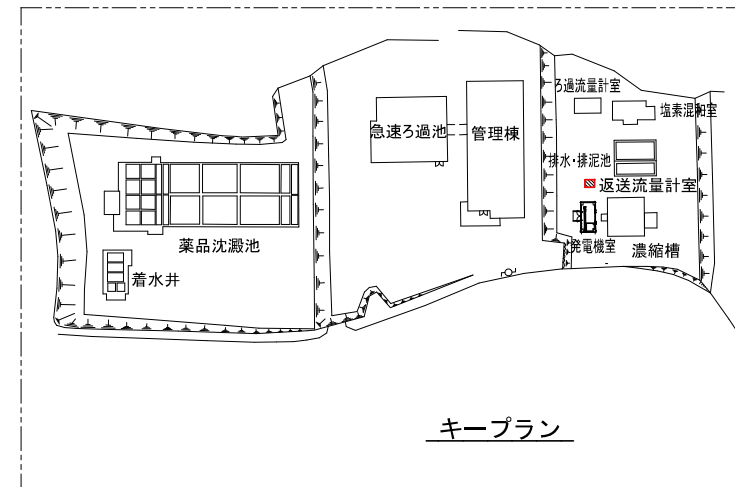 ろ過流量計室
塩素混和室
急速ろ過池
管理棟
排水・排泥池
返送流量計室
薬品沈澱池
発電機室
濃縮槽
着水井
キープラン